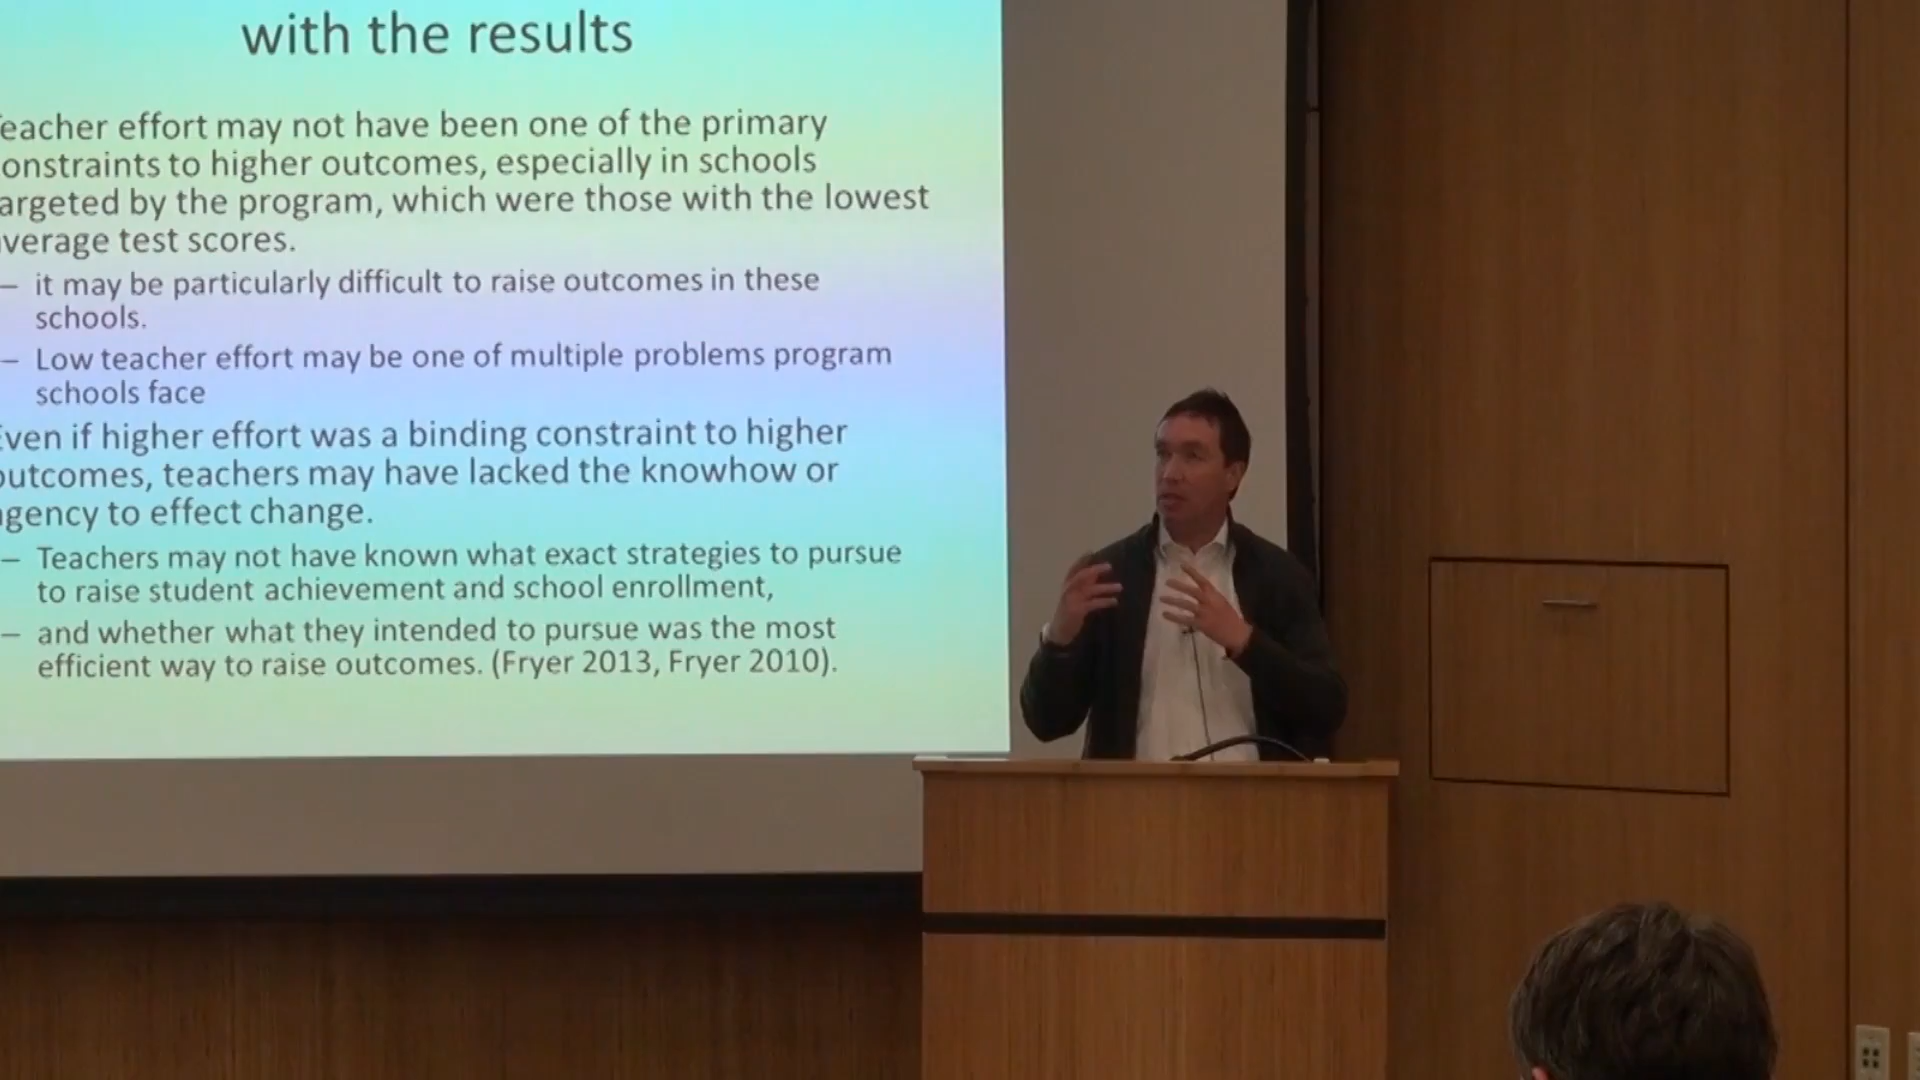 with the results
eacher effort may not have been one of the primary
onstraints to higher outcomes, especially in schools
argeted by the program, which were those with the lowest
verage test scores.
– it may be particularly difficult to raise outcomes in these
schools.
– Low teacher effort may be one of multiple problems program
schools face
ven if higher effort was a binding constraint to higher
outcomes, teachers may have lacked the knowhow or
gency to effect change.
– Teachers may not have known what exact strategies to pursue
to raise student achievement and school enrollment,
– and whether what they intended to pursue was the most
efficient way to raise outcomes. (Fryer 2013, Fryer 2010).